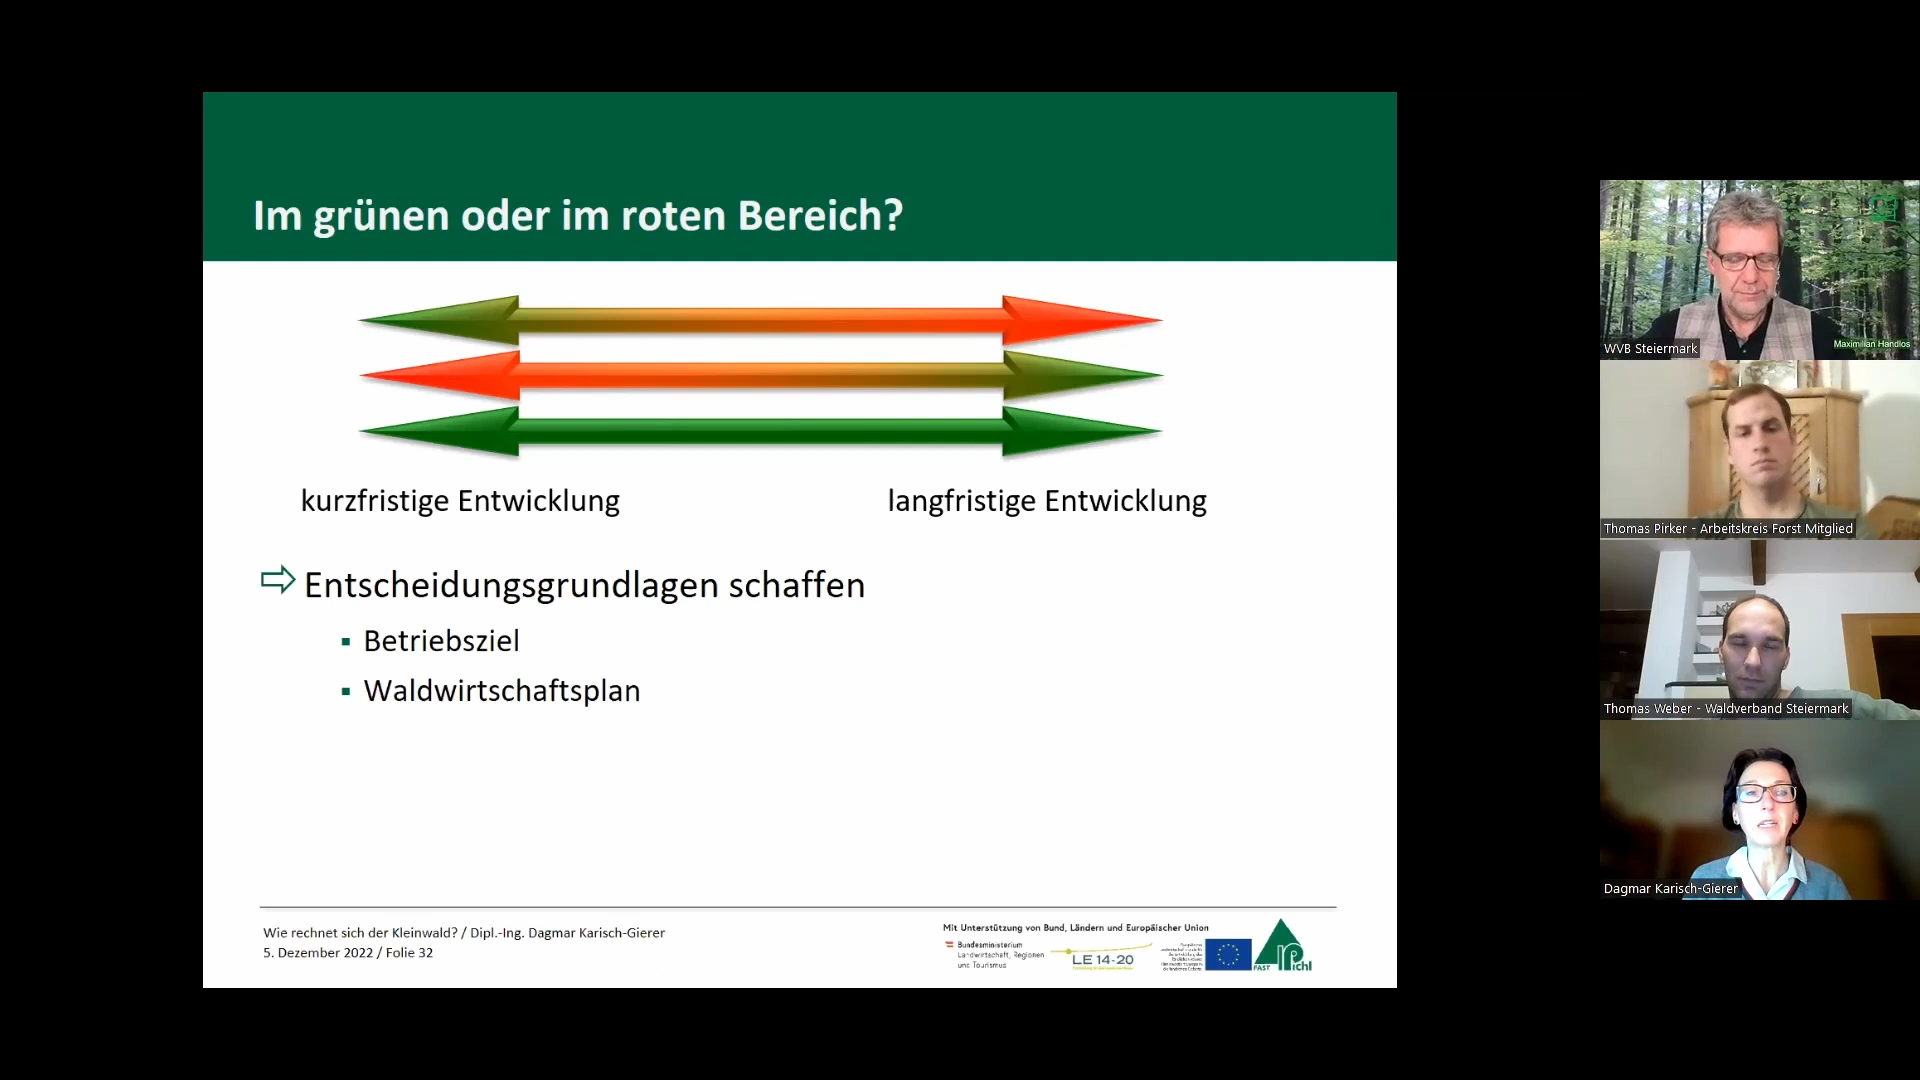 Im grünen oder im roten Bereich?
kurzfristige Entwicklung
langfristige Entwicklung
Entscheidungsgrundlagen schaffen
Betriebsziel
Waldwirtschaftsplan
Wie rechnet sich der Kleinwald? / Dipl.-Ing. Dagmar Karisch-Gierer
5. Dezember 2022 / Folie 32
Mit Unterstützung von Bund, Ländern und Europäischer Union
Bundesministerium
Landwirtschaft, Regionen
und Tourismus
LE 14-20
FAST Pichl
WVB Steiermark
Maximilian Handlos
Thomas Pirker - Arbeitskreis Forst Mitglied
Thomas Weber - Waldverband Steiermark
Dagmar Karisch-Gierer